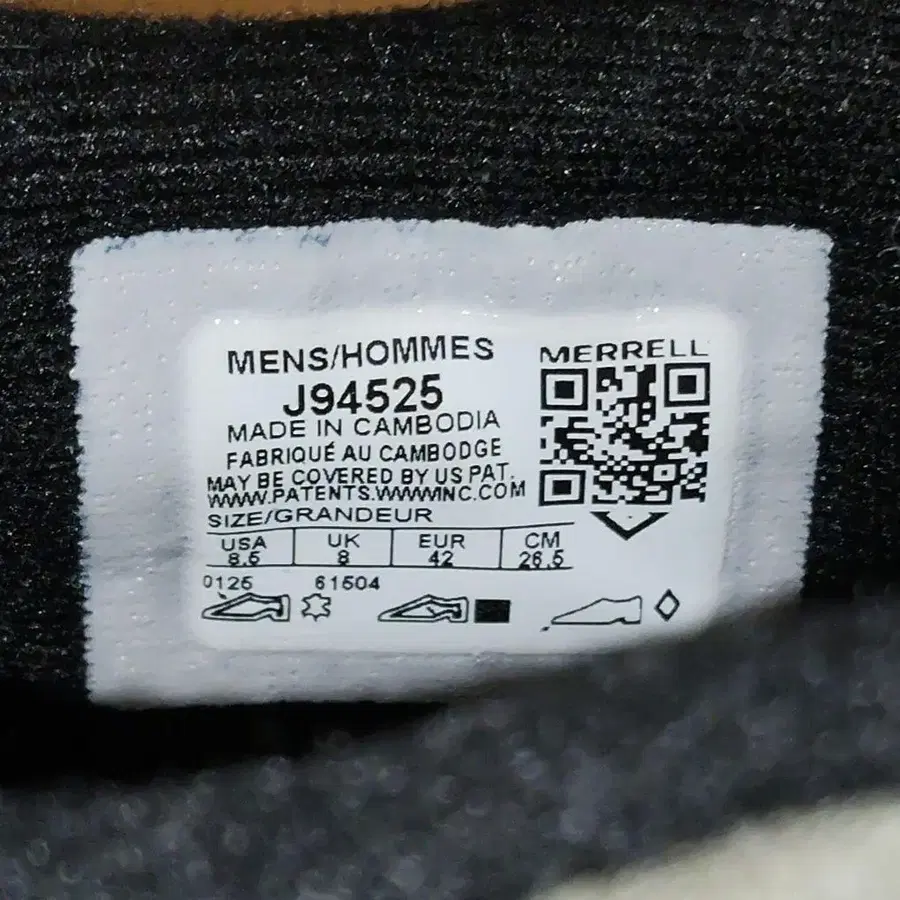 MENS/HOMMES
J94525
MADE IN CAMBODIA
FABRIQUÉ AU CAMBODGE
MAY BE COVERED BY US PAT.
WWW.PATENTS.WWWINC.COM
SIZE/GRANDEUR
USA UK EUR CM
8.5 8 42 26.5
0125 61504
MERRELL